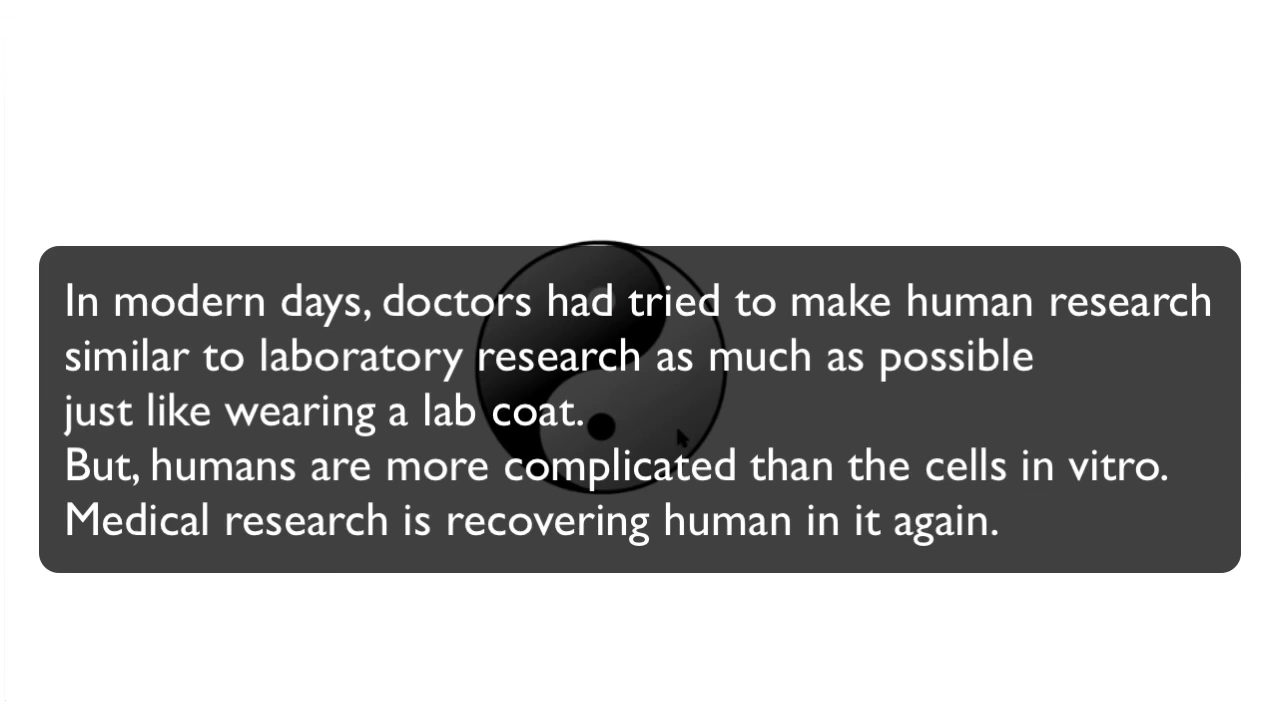 In modern days, doctors had tried to make human research
similar to laboratory research as much as possible
just like wearing a lab coat.
But, humans are more complicated than the cells in vitro.
Medical research is recovering human in it again.